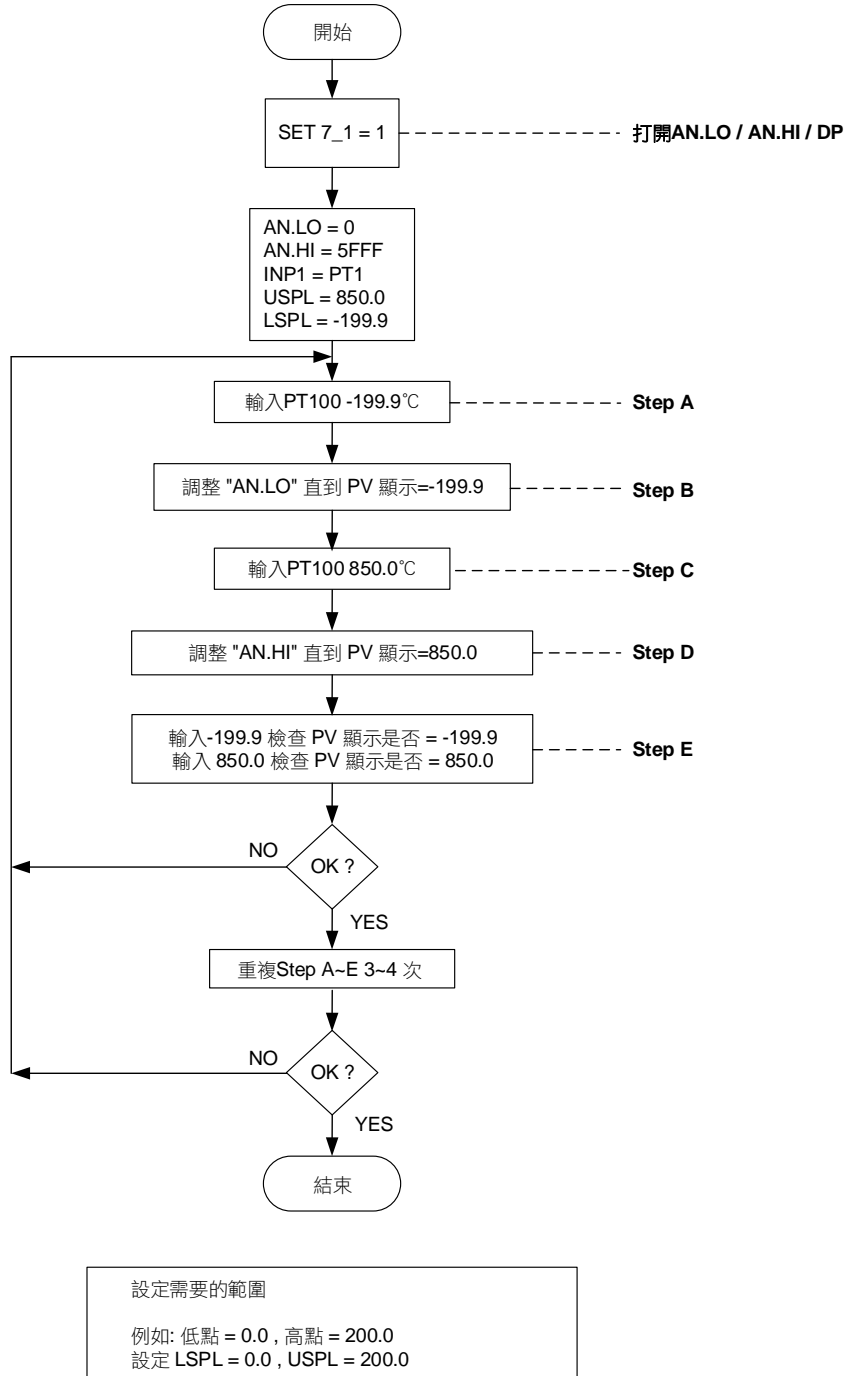 開始
SET 7_1 = 1
打開AN.LO / AN.HI / DP
AN.LO = 0
AN.HI = 5FFF
INP1 = PT1
USPL = 850.0
LSPL = -199.9
輸入PT100 -199.9℃
Step A
調整 "AN.LO" 直到 PV 顯示=-199.9
Step B
輸入PT100 850.0℃
Step C
調整 "AN.HI" 直到 PV 顯示=850.0
Step D
輸入-199.9 檢查 PV 顯示是否 = -199.9
輸入 850.0 檢查 PV 顯示是否 = 850.0
Step E
NO
OK ?
YES
重複Step A~E 3~4 次
NO
OK ?
YES
結束
設定需要的範圍
例如: 低點 = 0.0 , 高點 = 200.0
設定 LSPL = 0.0 , USPL = 200.0